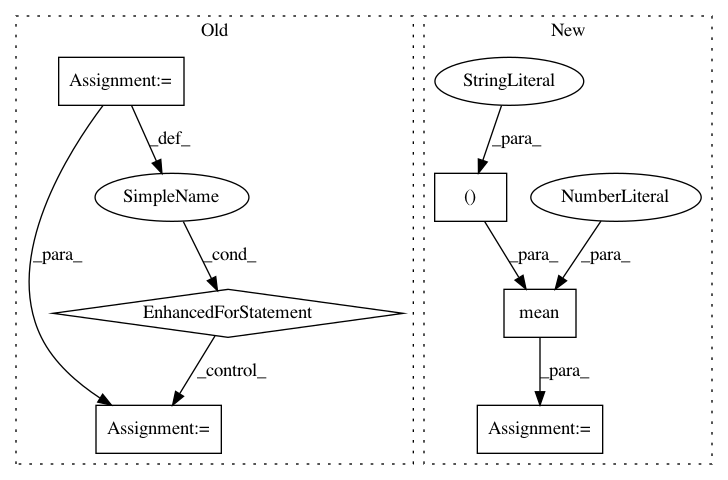 Old
New
Assignment:=
StringLiteral
_def_
_para_
SimpleName
()
NumberLiteral
_para_
_cond_
_para_
_para_
EnhancedForStatement
mean
_control_
_para_
Assignment:=
Assignment:=